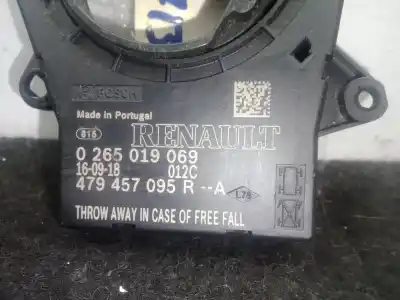 BOSCH
Made in Portugal
815 RENAULT
0 265 019 069
16-09-18 012C
479 457 095 R --A
THROW AWAY IN CASE OF FREE FALL